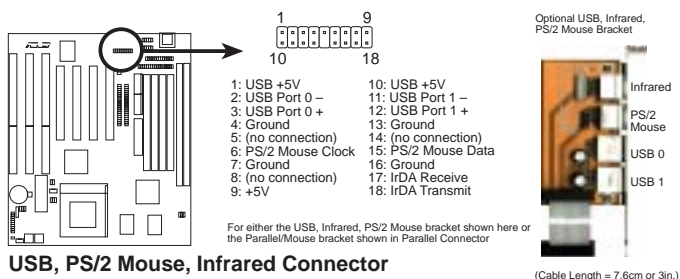 1 9
10 18
1: USB +5V
2: USB Port 0 –
3: USB Port 0 +
4: Ground
5: (no connection)
6: PS/2 Mouse Clock
7: Ground
8: (no connection)
9: +5V
10: USB +5V
11: USB Port 1 –
12: USB Port 1 +
13: Ground
14: (no connection)
15: PS/2 Mouse Data
16: Ground
17: IrDA Receive
18: IrDA Transmit
For either the USB, Infrared, PS/2 Mouse bracket shown here or
the Parallel/Mouse bracket shown in Parallel Connector
Optional USB, Infrared,
PS/2 Mouse Bracket
Infrared
PS/2
Mouse
USB 0
USB 1
(Cable Length = 7.6cm or 3in.)
USB, PS/2 Mouse, Infrared Connector